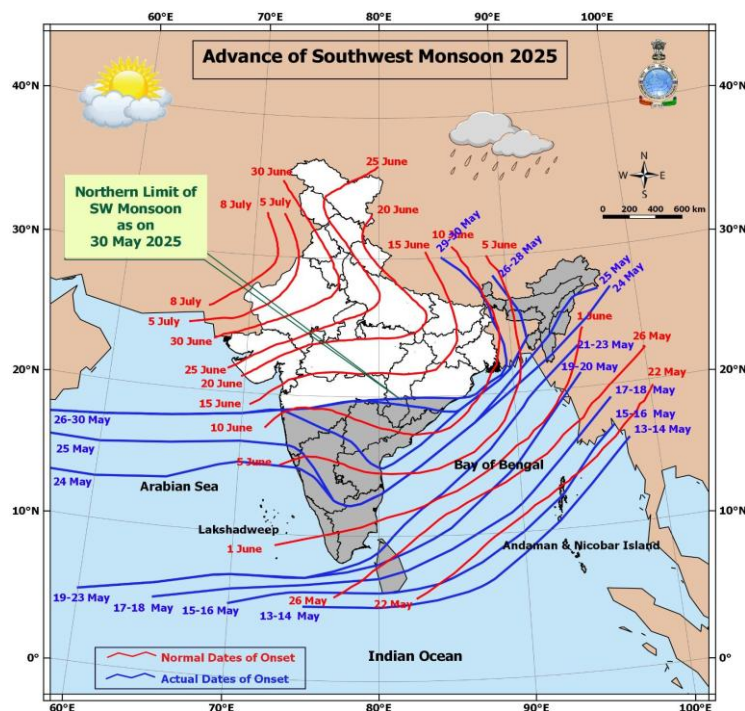 60°E
70°E
80°E
90°E
100°E
Advance of Southwest Monsoon 2025
40°N
40°N
N
W E
S
0 200 400 600 km
Northern Limit of
SW Monsoon
as on
30 May 2025
30 June
25 June
8 July
5 July
20 June
15 June
10 June
29-30 May
5 June
26-28 May
30°N
30°N
25 May
24 May
8 July
5 July
30 June
1 June
21-23 May
26 May
19-20 May
22 May
25 June
20 June
20°N
20°N
15 June
17-18 May
15-16 May
13-14 May
26-30 May
10 June
25 May
5 June
24 May
Arabian Sea
Bay of Bengal
10°N
10°N
Lakshadweep
1 June
Andaman & Nicobar Island
19-23 May
17-18 May
15-16 May
13-14 May
26 May
22 May
Indian Ocean
0°
0°
Normal Dates of Onset
Actual Dates of Onset
60°E
70°E
80°E
90°E
100°E